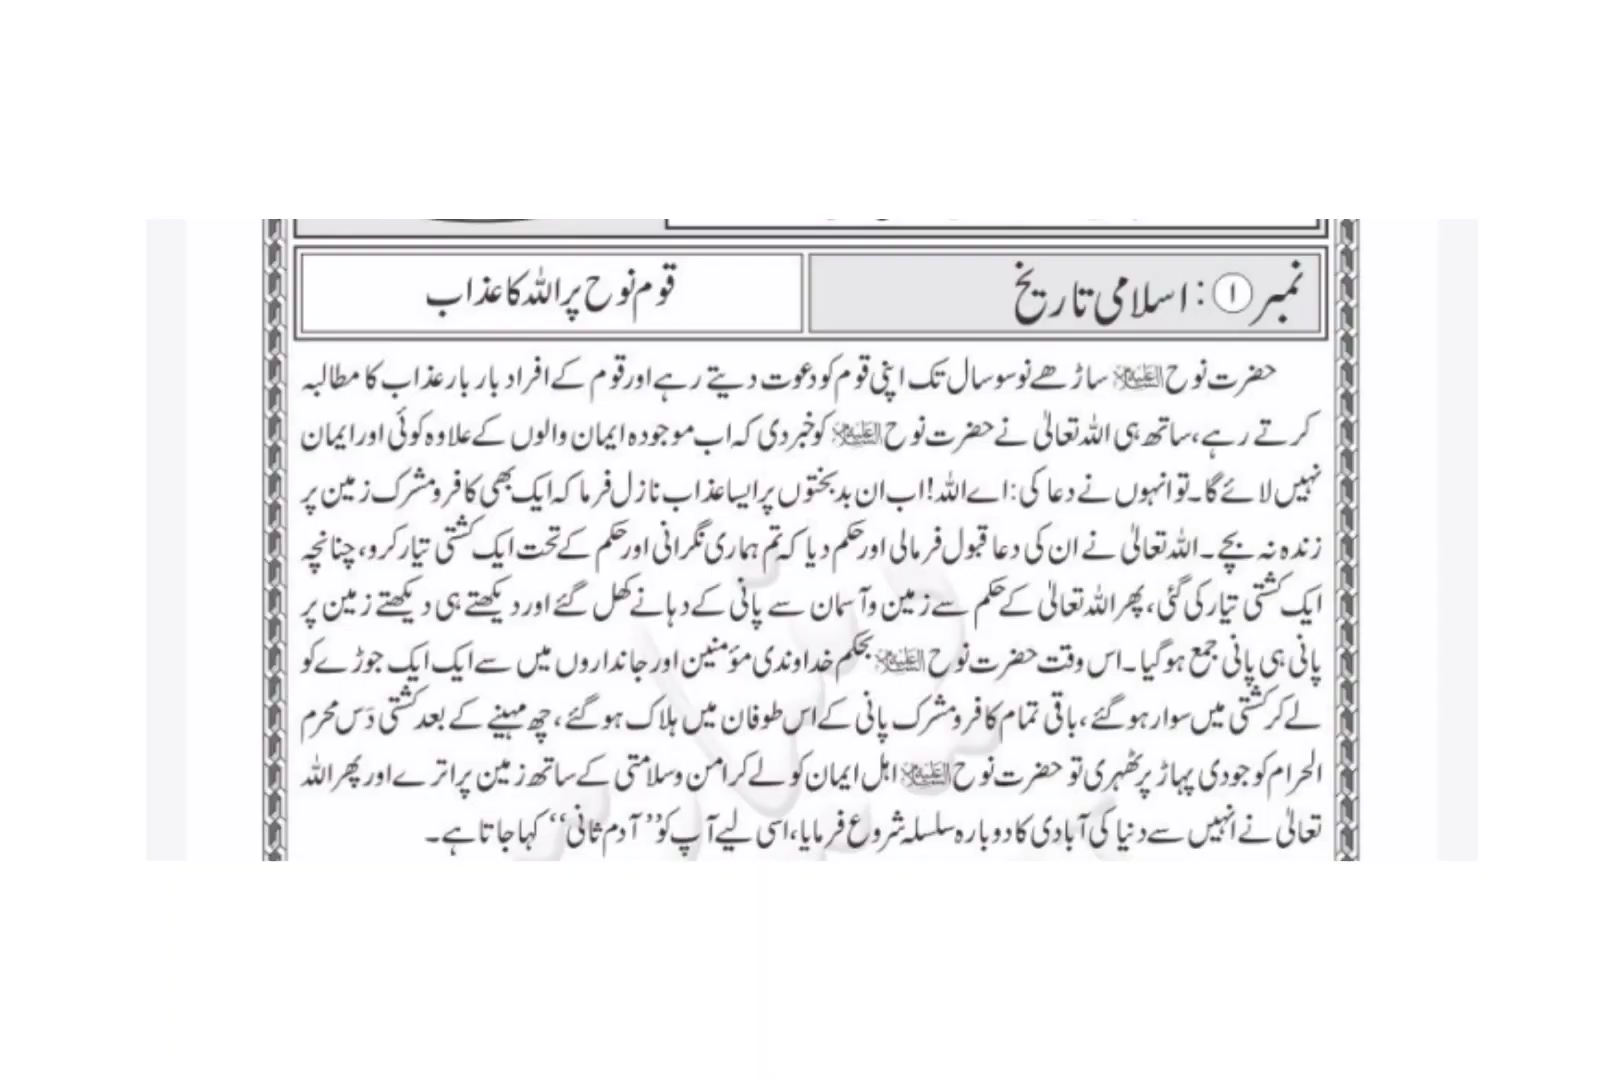 نمبر ①: اسلامی تاریخ
قوم نوح پر اللہ کا عذاب
حضرت نوح علیہ السلام ساڑھے نو سو سال تک اپنی قوم کو دعوت دیتے رہے اور قوم کے افراد بار بار عذاب کا مطالبہ
کرتے رہے، ساتھ ہی اللہ تعالیٰ نے حضرت نوح علیہ السلام کو خبر دی کہ اب موجودہ ایمان والوں کے علاوہ کوئی اور ایمان
نہیں لائے گا۔ تو انہوں نے دعا کی: اے اللہ! اب ان بدبختوں پر ایسا عذاب نازل فرما کہ ایک بھی کافر و مشرک زمین پر
زندہ نہ بچے۔ اللہ تعالیٰ نے ان کی دعا قبول فرمالی اور حکم دیا کہ تم ہماری نگرانی اور حکم کے تحت ایک کشتی تیار کرو، چنانچہ
ایک کشتی تیار کی گئی، پھر اللہ تعالیٰ کے حکم سے زمین و آسمان سے پانی کے دہانے کھل گئے اور دیکھتے ہی دیکھتے زمین پر
پانی ہی پانی جمع ہو گیا۔ اس وقت حضرت نوح علیہ السلام بحکم خداوندی مؤمنین اور جانداروں میں سے ایک ایک جوڑے کو
لے کر کشتی میں سوار ہو گئے، باقی تمام کافر و مشرک پانی کے اس طوفان میں ہلاک ہو گئے، چھ مہینے کے بعد کشتی دَس محرم
الحرام کو جودی پہاڑ پر ٹھہری تو حضرت نوح علیہ السلام اہل ایمان کو لے کر امن و سلامتی کے ساتھ زمین پر اترے اور پھر اللہ
تعالیٰ نے انہیں سے دنیا کی آبادی کا دوبارہ سلسلہ شروع فرمایا، اسی لیے آپ کو ’’آدم ثانی‘‘ کہا جاتا ہے۔